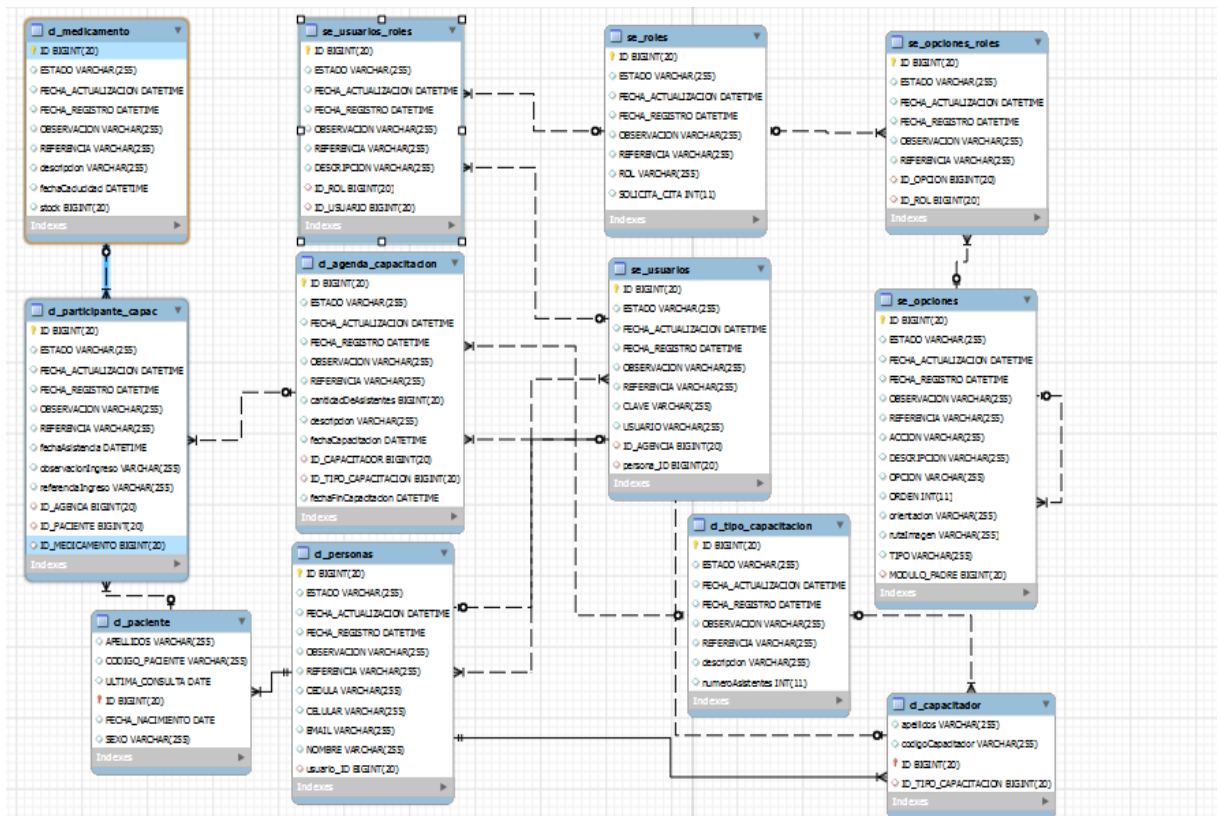 cl_medicamento
ID BIGINT(20)
ESTADO VARCHAR(255)
FECHA_ACTUALIZACION DATETIME
FECHA_REGISTRO DATETIME
OBSERVACION VARCHAR(255)
REFERENCIA VARCHAR(255)
descripcion VARCHAR(255)
fechaCaducidad DATETIME
stock BIGINT(20)
Indexes
se_usuarios_roles
ID BIGINT(20)
ESTADO VARCHAR(255)
FECHA_ACTUALIZACION DATETIME
FECHA_REGISTRO DATETIME
OBSERVACION VARCHAR(255)
REFERENCIA VARCHAR(255)
DESCRIPCION VARCHAR(255)
ID_ROL BIGINT(20)
ID_USUARIO BIGINT(20)
Indexes
se_roles
ID BIGINT(20)
ESTADO VARCHAR(255)
FECHA_ACTUALIZACION DATETIME
FECHA_REGISTRO DATETIME
OBSERVACION VARCHAR(255)
REFERENCIA VARCHAR(255)
ROL VARCHAR(255)
SOLICITA_CITA INT(11)
Indexes
se_opciones_roles
ID BIGINT(20)
ESTADO VARCHAR(255)
FECHA_ACTUALIZACION DATETIME
FECHA_REGISTRO DATETIME
OBSERVACION VARCHAR(255)
REFERENCIA VARCHAR(255)
ID_OPCION BIGINT(20)
ID_ROL BIGINT(20)
Indexes
cl_participante_capac
ID BIGINT(20)
ESTADO VARCHAR(255)
FECHA_ACTUALIZACION DATETIME
FECHA_REGISTRO DATETIME
OBSERVACION VARCHAR(255)
REFERENCIA VARCHAR(255)
fechaAsistencia DATETIME
observacionIngreso VARCHAR(255)
referenciaIngreso VARCHAR(255)
ID_AGENDA BIGINT(20)
ID_PACIENTE BIGINT(20)
ID_MEDICAMENTO BIGINT(20)
Indexes
cl_agenda_capacitacion
ID BIGINT(20)
ESTADO VARCHAR(255)
FECHA_ACTUALIZACION DATETIME
FECHA_REGISTRO DATETIME
OBSERVACION VARCHAR(255)
REFERENCIA VARCHAR(255)
cantidadDeAsistentes BIGINT(20)
descripcion VARCHAR(255)
fechaCapacitacion DATETIME
ID_CAPACITADOR BIGINT(20)
ID_TIPO_CAPACITACION BIGINT(20)
fechaFinCapacitacion DATETIME
Indexes
se_usuarios
ID BIGINT(20)
ESTADO VARCHAR(255)
FECHA_ACTUALIZACION DATETIME
FECHA_REGISTRO DATETIME
OBSERVACION VARCHAR(255)
REFERENCIA VARCHAR(255)
CLAVE VARCHAR(255)
USUARIO VARCHAR(255)
ID_AGENCIA BIGINT(20)
persona_ID BIGINT(20)
Indexes
se_opciones
ID BIGINT(20)
ESTADO VARCHAR(255)
FECHA_ACTUALIZACION DATETIME
FECHA_REGISTRO DATETIME
OBSERVACION VARCHAR(255)
REFERENCIA VARCHAR(255)
ACCION VARCHAR(255)
DESCRIPCION VARCHAR(255)
OPCION VARCHAR(255)
ORDEN INT(11)
orientacion VARCHAR(255)
rutaImagen VARCHAR(255)
TIPO VARCHAR(255)
MODULO_PADRE BIGINT(20)
Indexes
cl_paciente
APELLIDOS VARCHAR(255)
CODIGO_PACIENTE VARCHAR(255)
ULTIMA_CONSULTA DATE
ID BIGINT(20)
FECHA_NACIMIENTO DATE
SEXO VARCHAR(255)
Indexes
cl_personas
ID BIGINT(20)
ESTADO VARCHAR(255)
FECHA_ACTUALIZACION DATETIME
FECHA_REGISTRO DATETIME
OBSERVACION VARCHAR(255)
REFERENCIA VARCHAR(255)
CEDULA VARCHAR(255)
CELULAR VARCHAR(255)
EMAIL VARCHAR(255)
NOMBRE VARCHAR(255)
usuario_ID BIGINT(20)
Indexes
cl_tipo_capacitacion
ID BIGINT(20)
ESTADO VARCHAR(255)
FECHA_ACTUALIZACION DATETIME
FECHA_REGISTRO DATETIME
OBSERVACION VARCHAR(255)
REFERENCIA VARCHAR(255)
descripcion VARCHAR(255)
numeroAsistentes INT(11)
Indexes
cl_capacitador
apellidos VARCHAR(255)
codigoCapacitador VARCHAR(255)
ID BIGINT(20)
ID_TIPO_CAPACITACION BIGINT(20)
Indexes